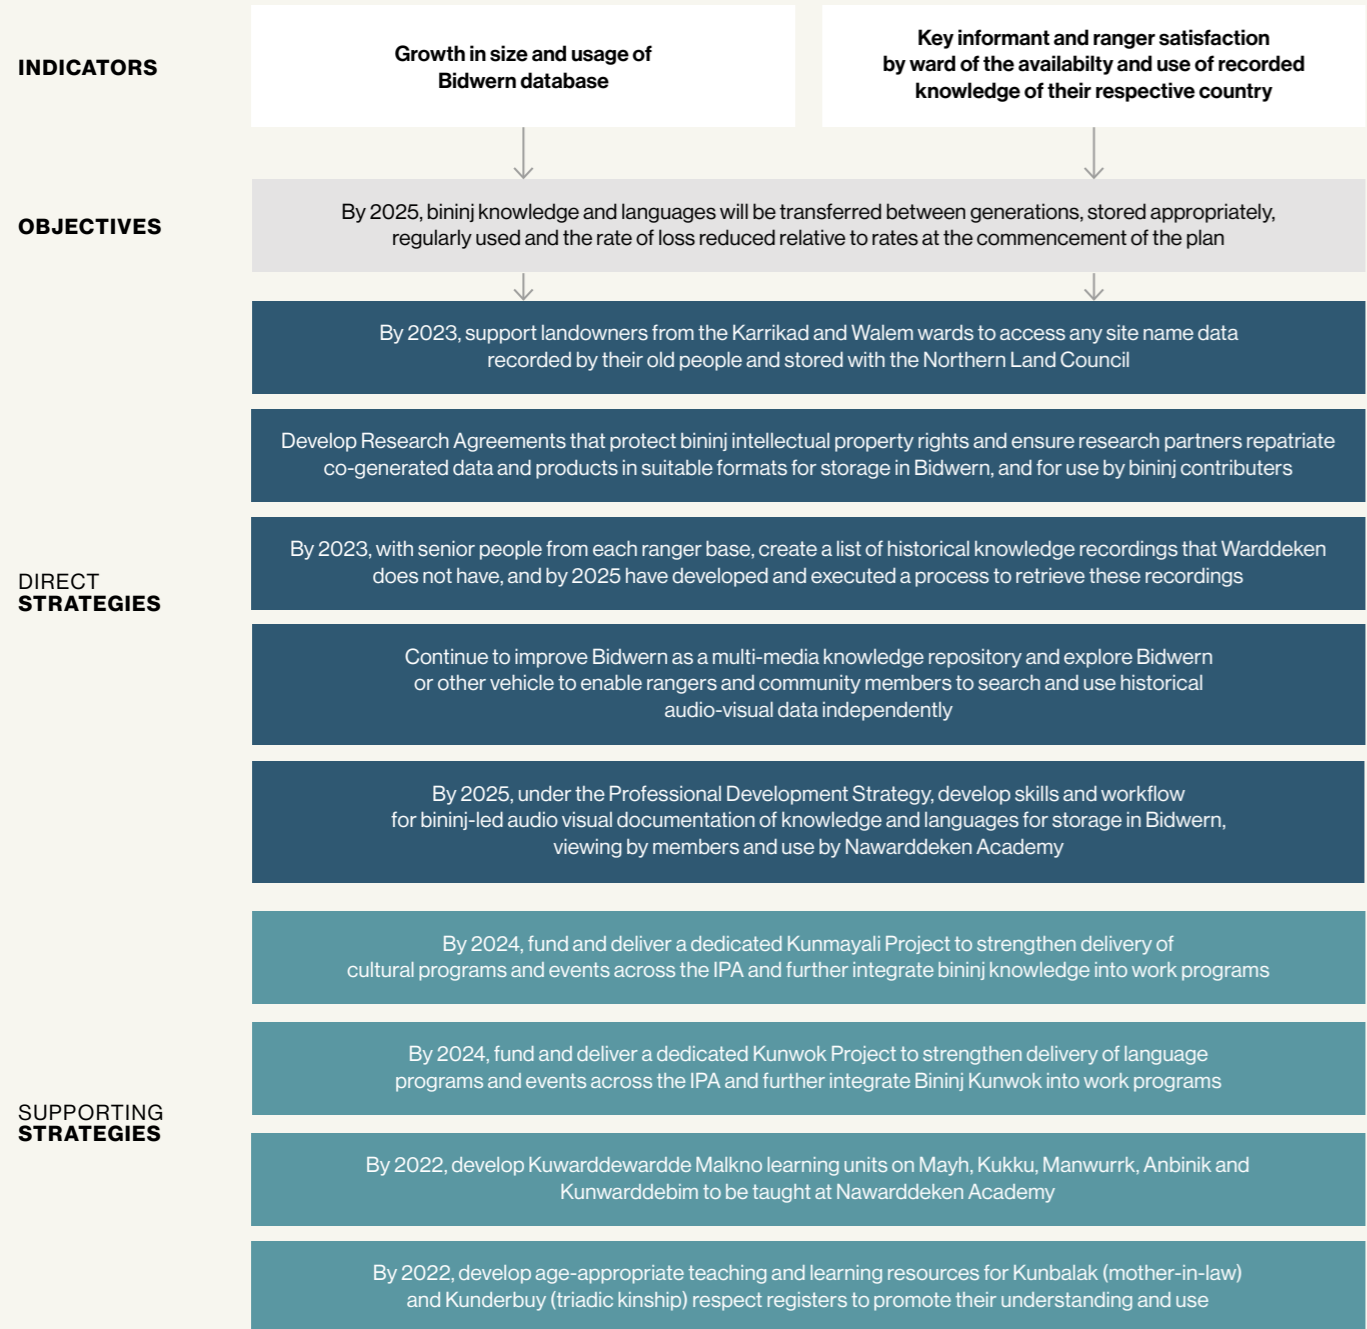 INDICATORS
Growth in size and usage of
Bidwern database
Key informant and ranger satisfaction
by ward of the availabilty and use of recorded
knowledge of their respective country
OBJECTIVES
By 2025, bininj knowledge and languages will be transferred between generations, stored appropriately,
regularly used and the rate of loss reduced relative to rates at the commencement of the plan
DIRECT
STRATEGIES
By 2023, support landowners from the Karrikad and Walem wards to access any site name data
recorded by their old people and stored with the Northern Land Council
Develop Research Agreements that protect bininj intellectual property rights and ensure research partners repatriate
co-generated data and products in suitable formats for storage in Bidwern, and for use by bininj contributers
By 2023, with senior people from each ranger base, create a list of historical knowledge recordings that Warddeken
does not have, and by 2025 have developed and executed a process to retrieve these recordings
Continue to improve Bidwern as a multi-media knowledge repository and explore Bidwern
or other vehicle to enable rangers and community members to search and use historical
audio-visual data independently
By 2025, under the Professional Development Strategy, develop skills and workflow
for bininj-led audio visual documentation of knowledge and languages for storage in Bidwern,
viewing by members and use by Nawarddeken Academy
SUPPORTING
STRATEGIES
By 2024, fund and deliver a dedicated Kunmayali Project to strengthen delivery of
cultural programs and events across the IPA and further integrate bininj knowledge into work programs
By 2024, fund and deliver a dedicated Kunwok Project to strengthen delivery of language
programs and events across the IPA and further integrate Bininj Kunwok into work programs
By 2022, develop Kuwarddewardde Malkno learning units on Mayh, Kukku, Manwurrk, Anbinik and
Kunwarddebim to be taught at Nawarddeken Academy
By 2022, develop age-appropriate teaching and learning resources for Kunbalak (mother-in-law)
and Kunderbuy (triadic kinship) respect registers to promote their understanding and use